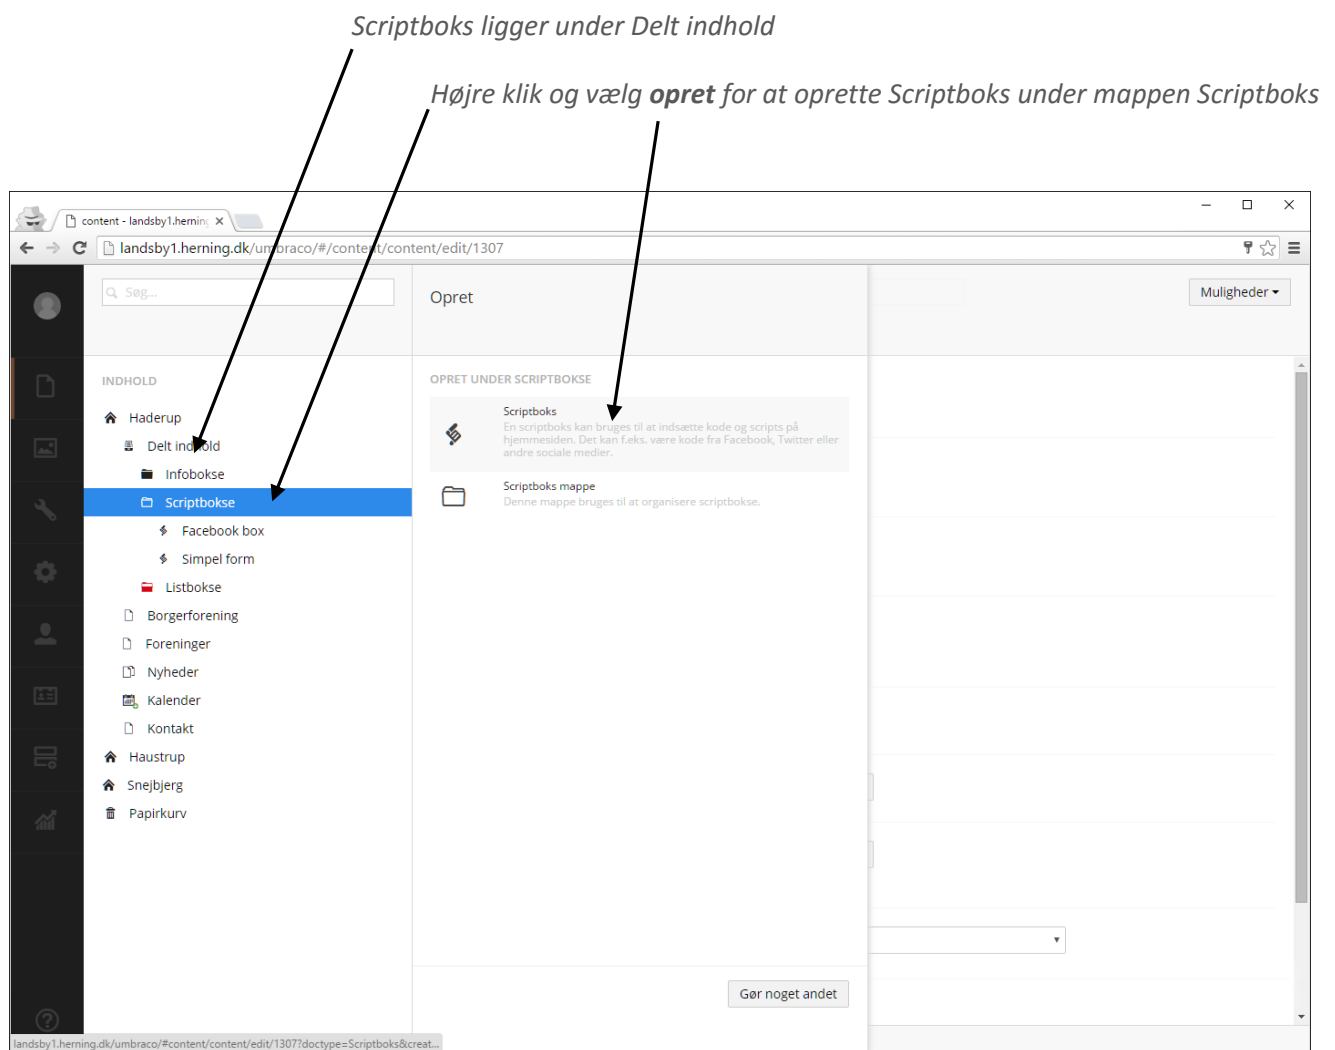 Scriptboks ligger under Delt indhold
Højre klik og vælg opret for at oprette Scriptboks under mappen Scriptboks
content - landsby1.herning
landsby1.herning.dk/umbraco/#/content/content/edit/1307
Søg...
Opret
Muligheder
INDHOLD
OPRET UNDER SCRIPTBOKSE
Haderup
Delt indhold
Infobokse
Scriptbokse
Facebook box
Simpel form
Listbokse
Borgerforening
Foreninger
Nyheder
Kalender
Kontakt
Haustrup
Snejbjerg
Papirkurv
Scriptboks
En scriptboks kan bruges til at indsætte kode og scripts på
hjemmesiden. Det kan f.eks. være kode fra Facebook, Twitter eller
andre sociale medier.
Scriptboks mappe
Denne mappe bruges til at organisere scriptbokse.
Gør noget andet
landsby1.herning.dk/umbraco/#content/content/edit/1307?doctype=Scriptboks&creat...